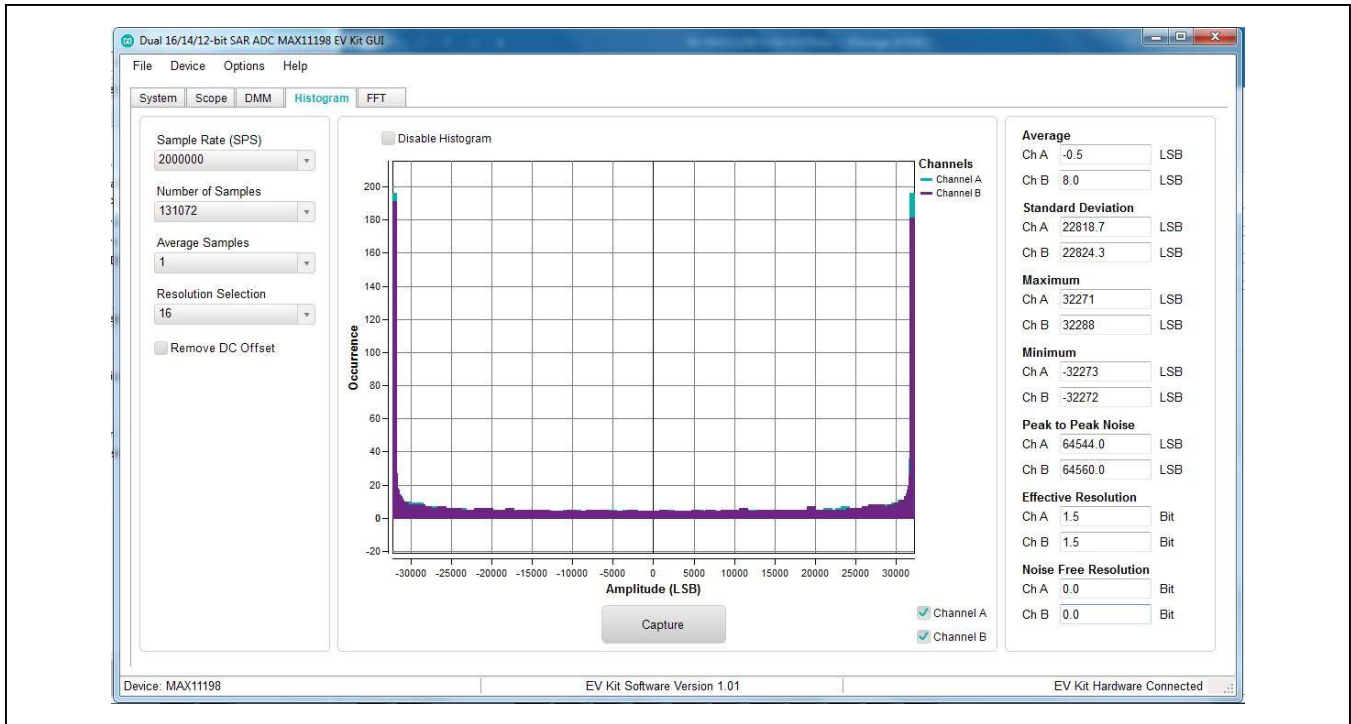 Dual 16/14/12-bit SAR ADC MAX11198 EV Kit GUI
File Device Options Help
System Scope DMM Histogram FFT
Sample Rate (SPS)
2000000
Number of Samples
131072
Average Samples
1
Resolution Selection
16
Remove DC Offset
Disable Histogram
Channels
Channel A
Channel B
Occurrence
200
180
160
140
120
100
80
60
40
20
0
-20
-30000 -25000 -20000 -15000 -10000 -5000 0 5000 10000 15000 20000 25000 30000
Amplitude (LSB)
Capture
Channel A
Channel B
Average
Ch A -0.5 LSB
Ch B 8.0 LSB
Standard Deviation
Ch A 22818.7 LSB
Ch B 22824.3 LSB
Maximum
Ch A 32271 LSB
Ch B 32288 LSB
Minimum
Ch A -32273 LSB
Ch B -32272 LSB
Peak to Peak Noise
Ch A 64544.0 LSB
Ch B 64560.0 LSB
Effective Resolution
Ch A 1.5 Bit
Ch B 1.5 Bit
Noise Free Resolution
Ch A 0.0 Bit
Ch B 0.0 Bit
Device: MAX11198
EV Kit Software Version 1.01
EV Kit Hardware Connected